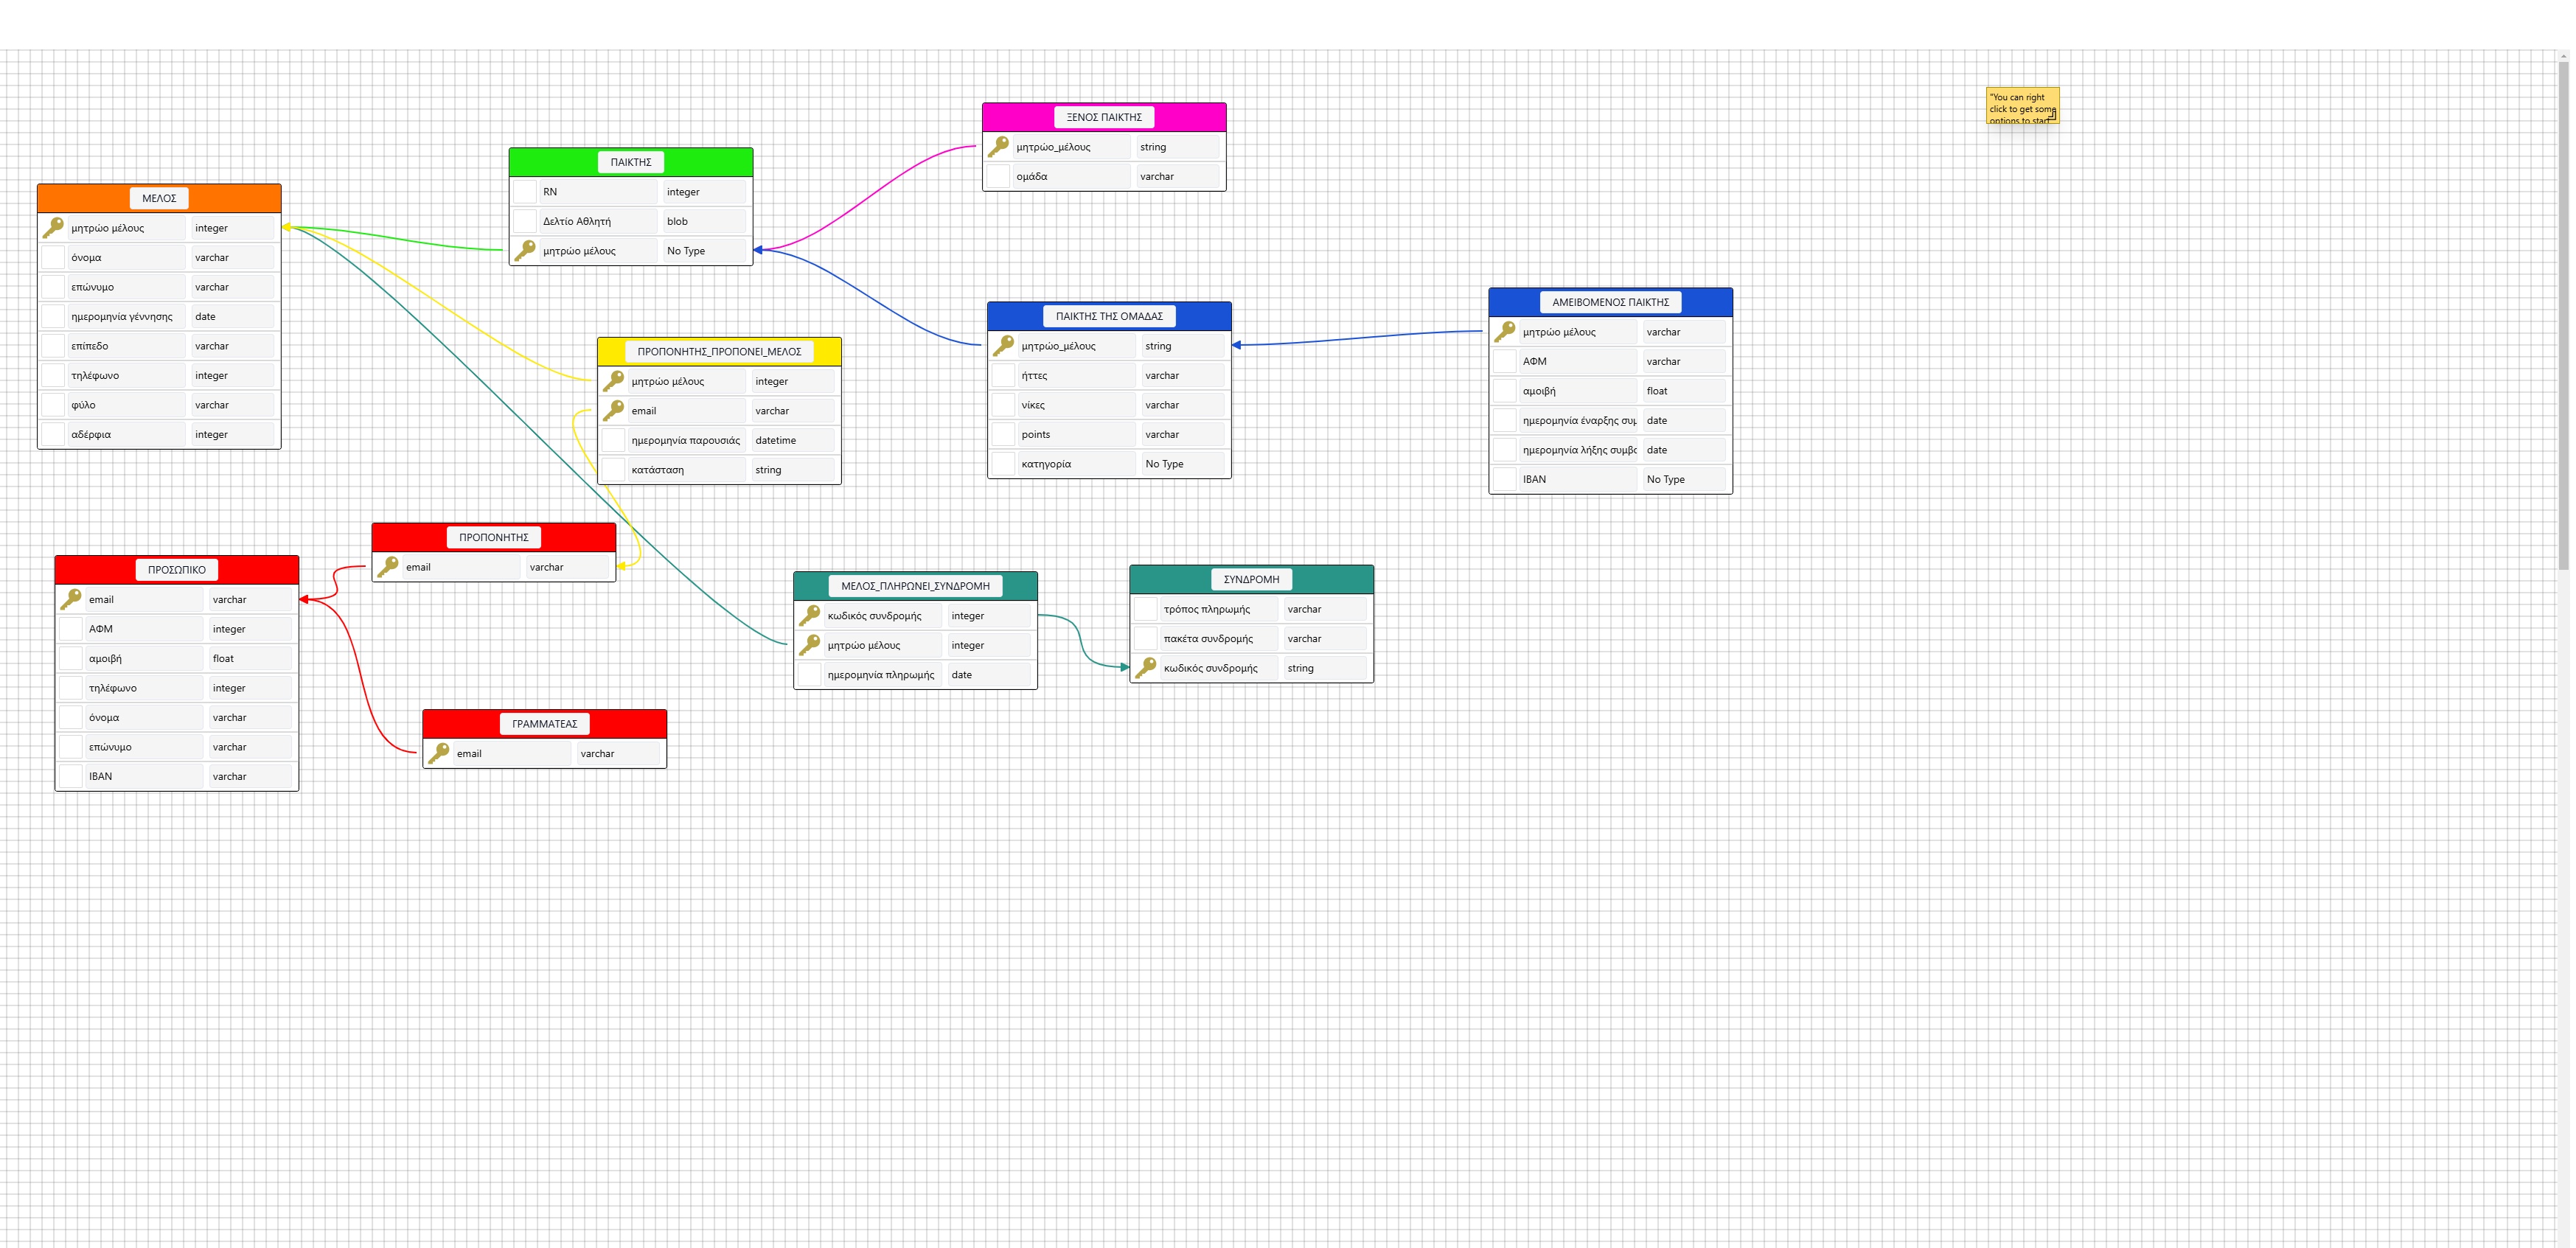 "You can right
click to get some
options to start
ΞΕΝΟΣ ΠΑΙΚΤΗΣ
μητρώο_μέλους string
ομάδα varchar
ΠΑΙΚΤΗΣ
RN integer
Δελτίο Αθλητή blob
μητρώο μέλους No Type
ΜΕΛΟΣ
μητρώο μέλους integer
όνομα varchar
επώνυμο varchar
ημερομηνία γέννησης date
επίπεδο varchar
τηλέφωνο integer
φύλο varchar
αδέρφια integer
ΠΑΙΚΤΗΣ ΤΗΣ ΟΜΑΔΑΣ
μητρώο_μέλους string
ήττες varchar
νίκες varchar
points varchar
κατηγορία No Type
ΑΜΕΙΒΟΜΕΝΟΣ ΠΑΙΚΤΗΣ
μητρώο μέλους varchar
ΑΦΜ varchar
αμοιβή float
ημερομηνία έναρξης συμ date
ημερομηνία λήξης συμβο date
IBAN No Type
ΠΡΟΠΟΝΗΤΗΣ_ΠΡΟΠΟΝΕΙ_ΜΕΛΟΣ
μητρώο μέλους integer
email varchar
ημερομηνία παρουσιάς datetime
κατάσταση string
ΠΡΟΠΟΝΗΤΗΣ
email varchar
ΠΡΟΣΩΠΙΚΟ
email varchar
ΑΦΜ integer
αμοιβή float
τηλέφωνο integer
όνομα varchar
επώνυμο varchar
IBAN varchar
ΜΕΛΟΣ_ΠΛΗΡΩΝΕΙ_ΣΥΝΔΡΟΜΗ
κωδικός συνδρομής integer
μητρώο μέλους integer
ημερομηνία πληρωμής date
ΣΥΝΔΡΟΜΗ
τρόπος πληρωμής varchar
πακέτα συνδρομής varchar
κωδικός συνδρομής string
ΓΡΑΜΜΑΤΕΑΣ
email varchar